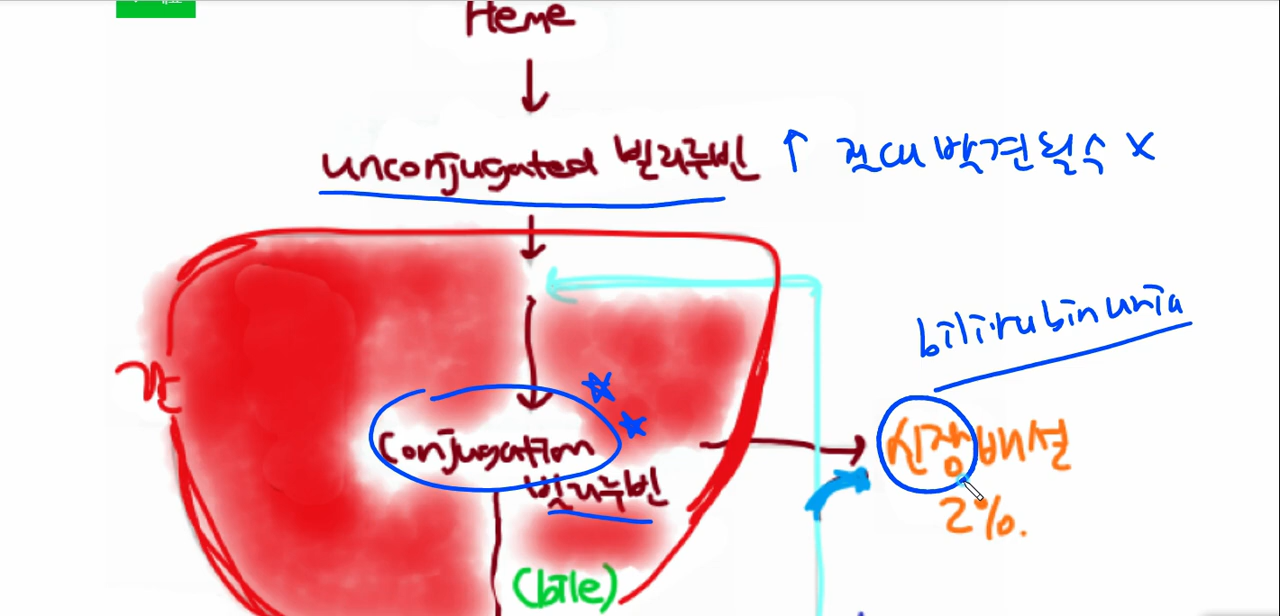 Heme
unconjugated 빌리루빈 ↑ 절대 발견될수 X
bilirubinuria
간
Conjugation
빌리루빈
신장배설
2%.
(bile)